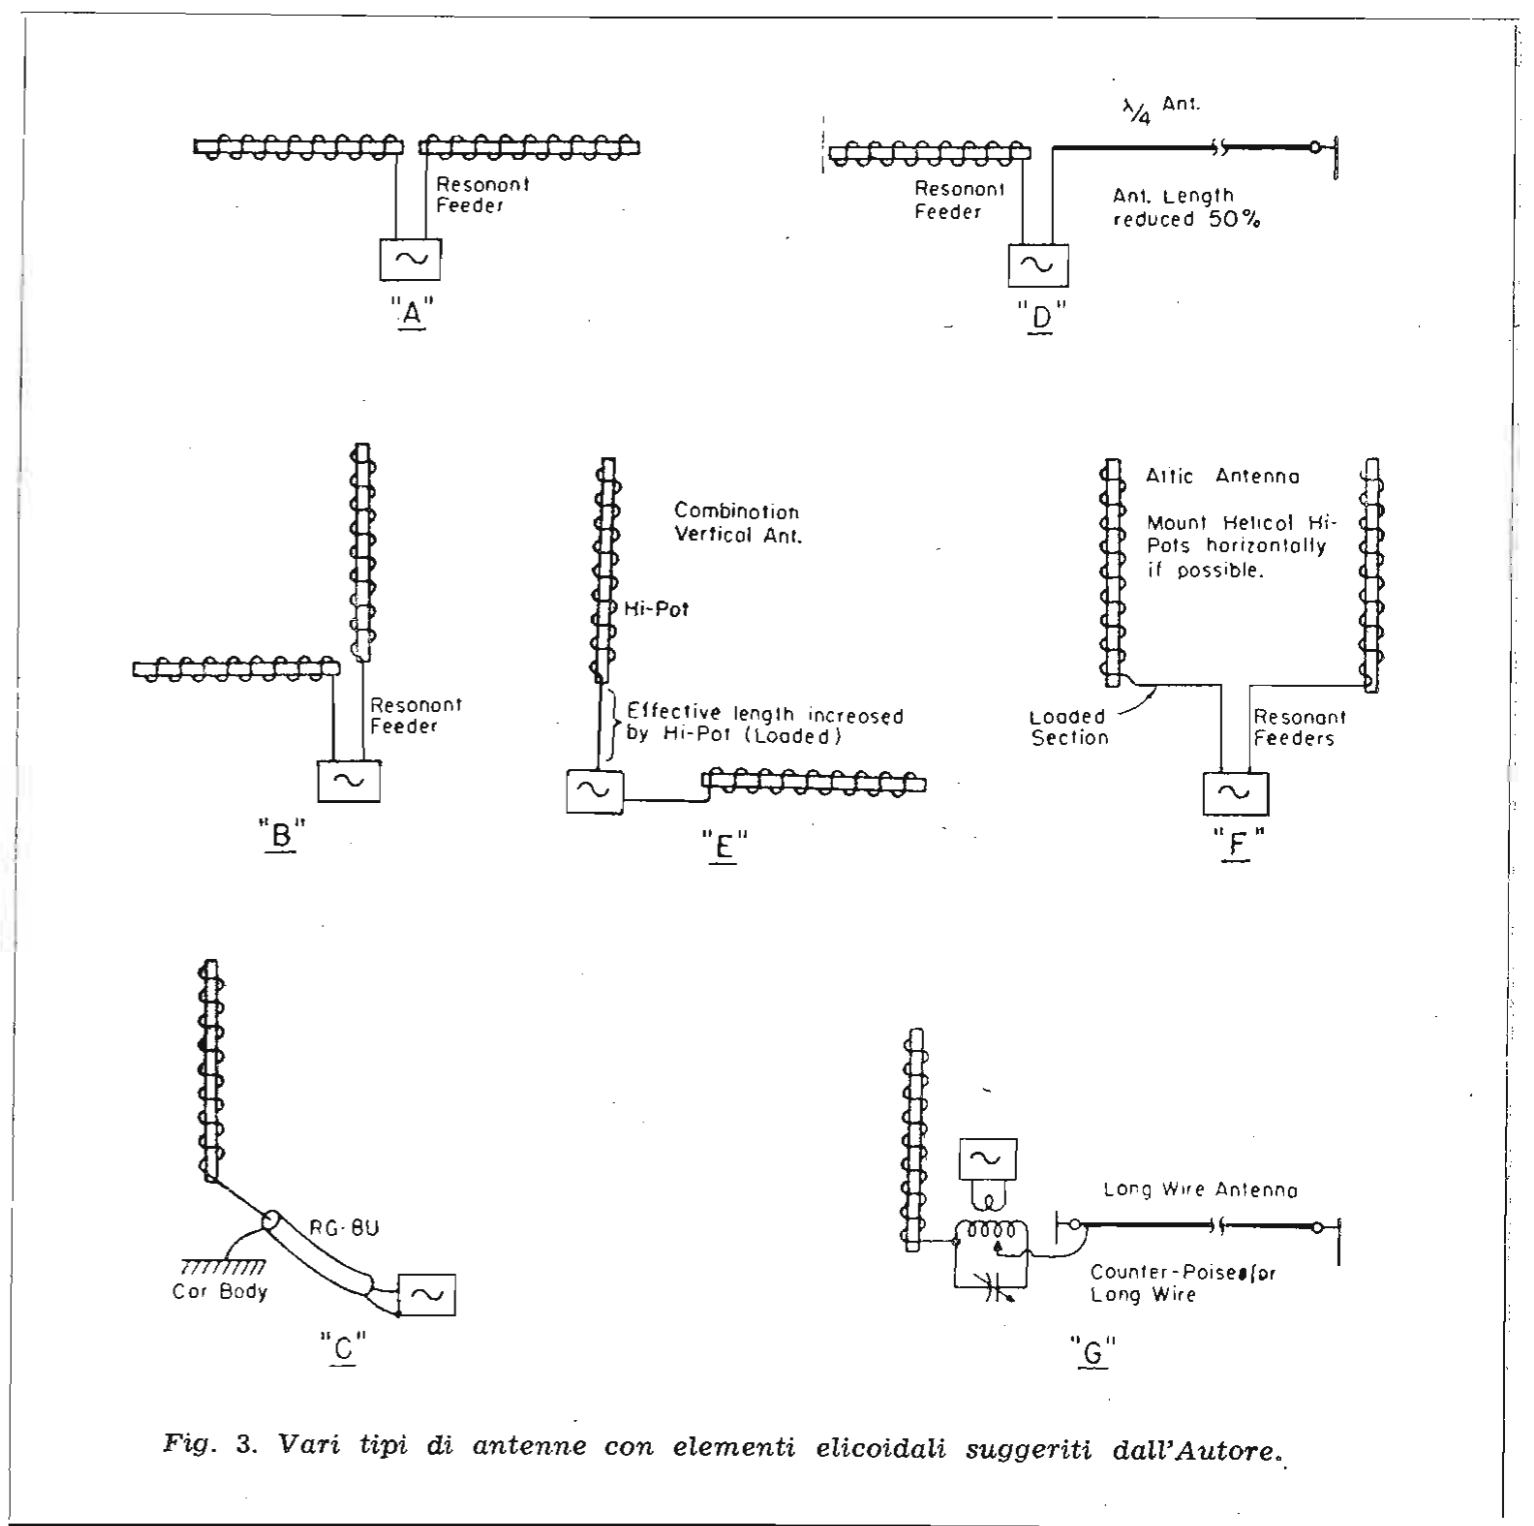 Resonant
Feeder
"A"
λ/4 Ant.
Resonant
Feeder
Ant. Length
reduced 50%
"D"
Resonant
Feeder
"B"
Combination
Vertical Ant.
Hi-Pot
Effective length increased
by Hi-Pot (Loaded)
"E"
Attic Antenna
Mount Helical Hi-
Pots horizontally
if possible.
Loaded
Section
Resonant
Feeders
"F"
RG-8U
Car Body
"C"
Long Wire Antenna
Counter-Poise for
Long Wire
"G"
Fig. 3. Vari tipi di antenne con elementi elicoidali suggeriti dall'Autore.